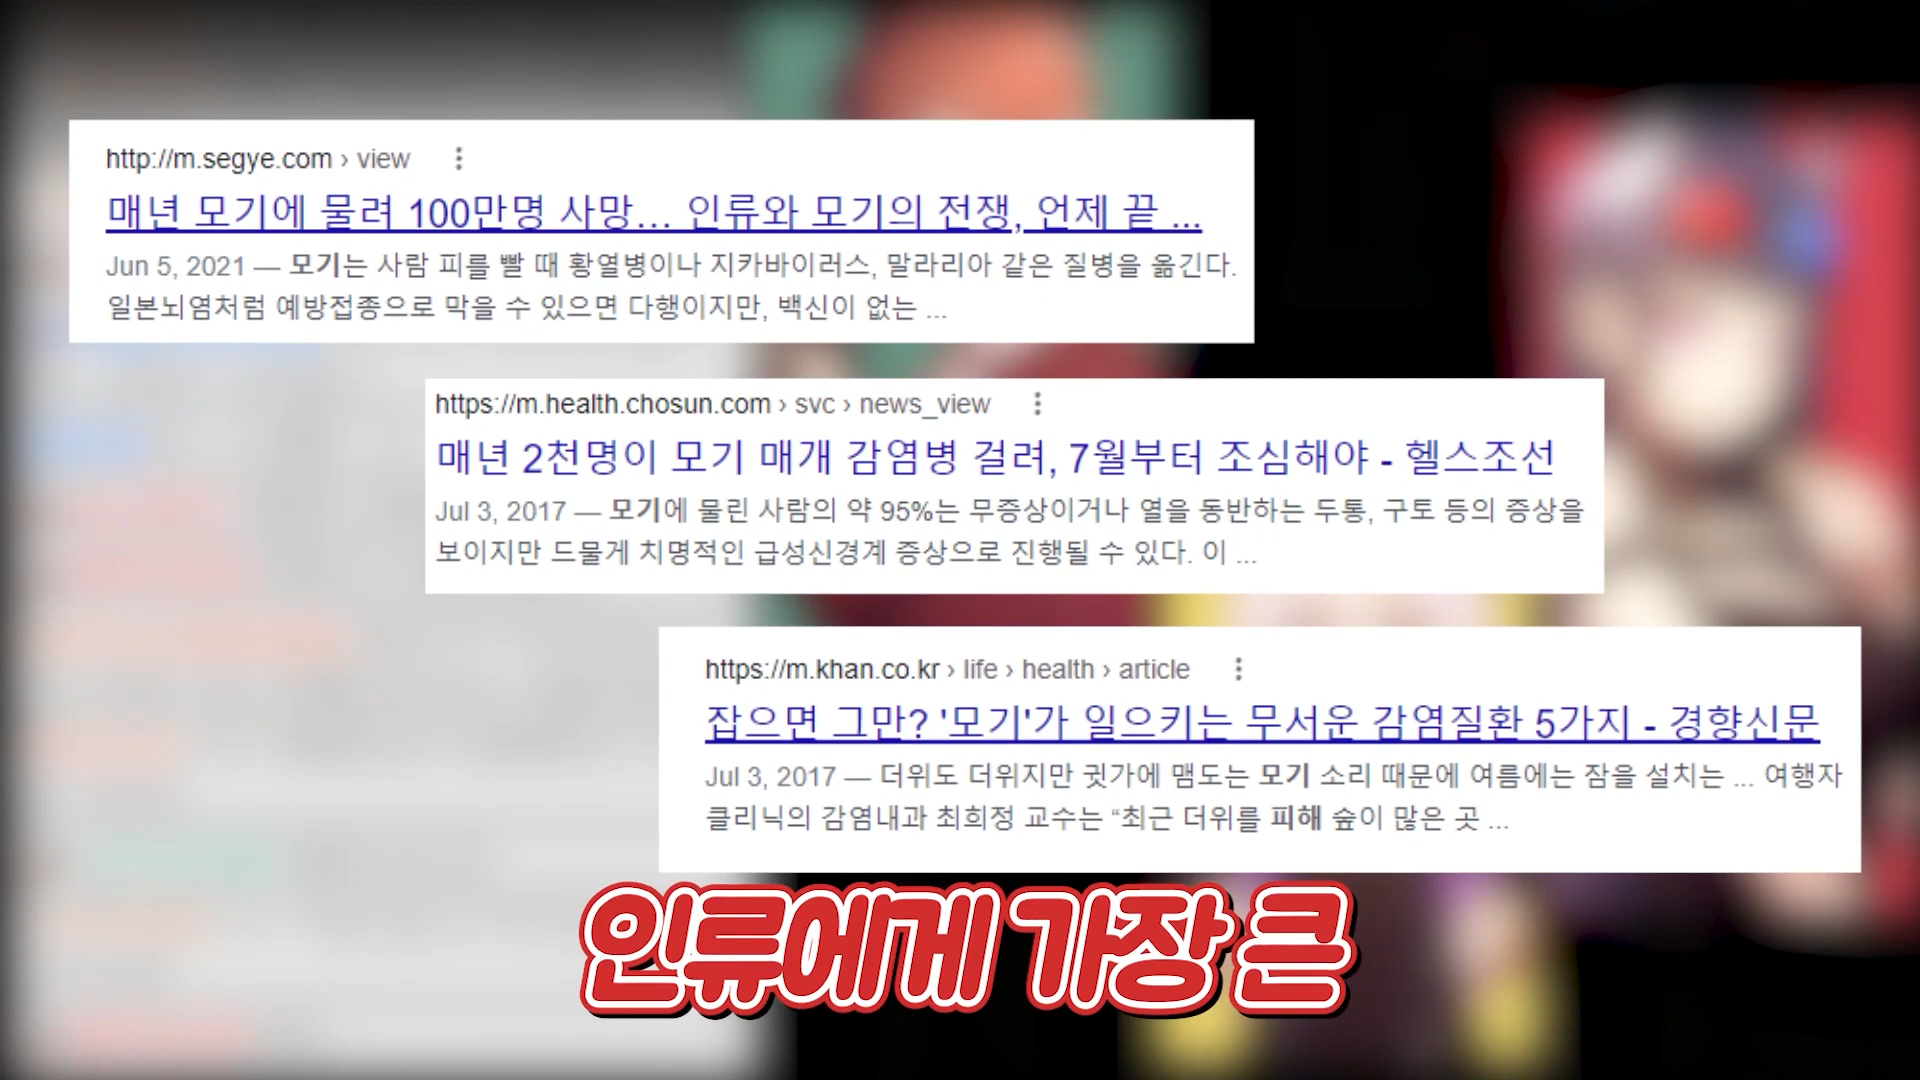 http://m.segye.com › view
매년 모기에 물려 100만명 사망... 인류와 모기의 전쟁, 언제 끝 ...
Jun 5, 2021 — 모기는 사람 피를 빨 때 황열병이나 지카바이러스, 말라리아 같은 질병을 옮긴다.
일본뇌염처럼 예방접종으로 막을 수 있으면 다행이지만, 백신이 없는 ...
https://m.health.chosun.com › svc › news_view
매년 2천명이 모기 매개 감염병 걸려, 7월부터 조심해야 - 헬스조선
Jul 3, 2017 — 모기에 물린 사람의 약 95%는 무증상이거나 열을 동반하는 두통, 구토 등의 증상을
보이지만 드물게 치명적인 급성신경계 증상으로 진행될 수 있다. 이 ...
https://m.khan.co.kr › life › health › article
잡으면 그만? '모기'가 일으키는 무서운 감염질환 5가지 - 경향신문
Jul 3, 2017 — 더위도 더위지만 귓가에 맴도는 모기 소리 때문에 여름에는 잠을 설치는 ... 여행자
클리닉의 감염내과 최희정 교수는 “최근 더위를 피해 숲이 많은 곳 ...
인류에게 가장 큰